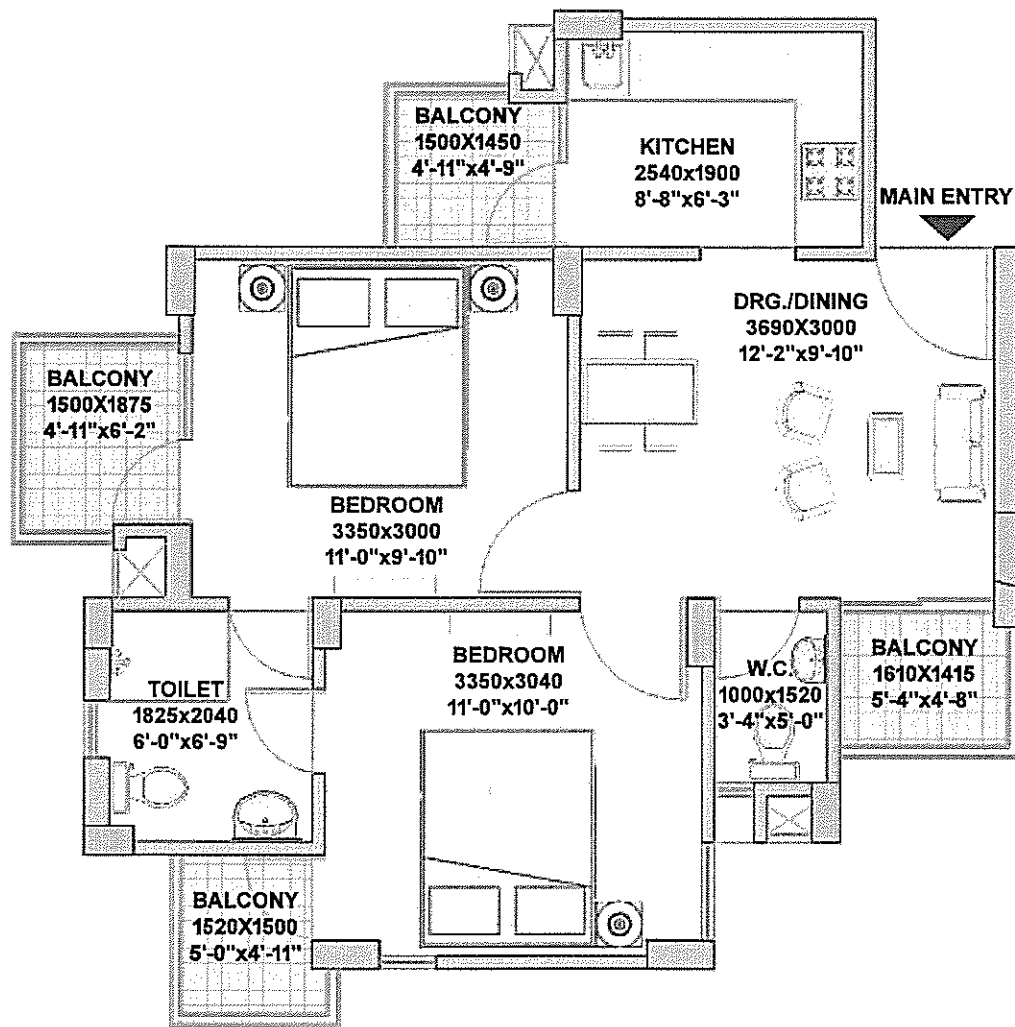 BALCONY
1500X1450
4'-11"x4'-9"
KITCHEN
2540x1900
8'-8"x6'-3"
MAIN ENTRY
DRG./DINING
3690X3000
12'-2"x9'-10"
BALCONY
1500X1875
4'-11"x6'-2"
BEDROOM
3350x3000
11'-0"x9'-10"
BEDROOM
3350x3040
11'-0"x10'-0"
TOILET
1825x2040
6'-0"x6'-9"
W.C.
1000x1520
3'-4"x5'-0"
BALCONY
1610X1415
5'-4"x4'-8"
BALCONY
1520X1500
5'-0"x4'-11"